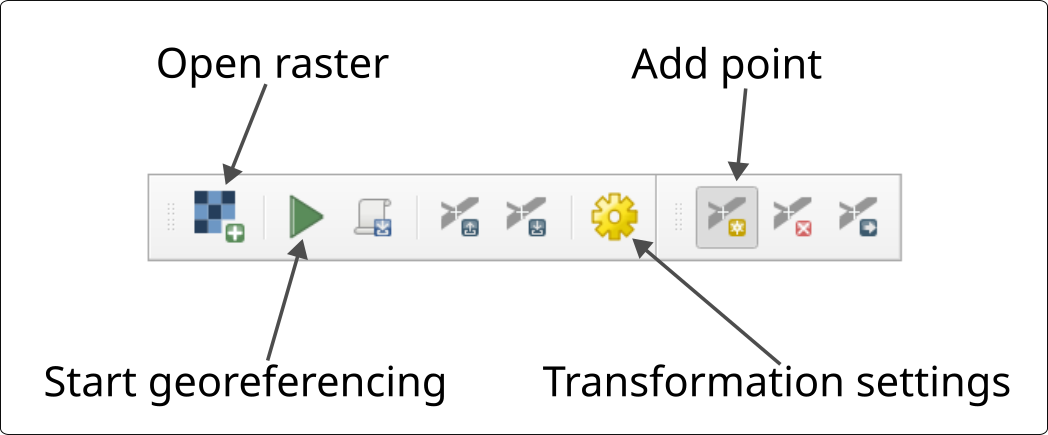 Open raster
Add point
Start georeferencing
Transformation settings